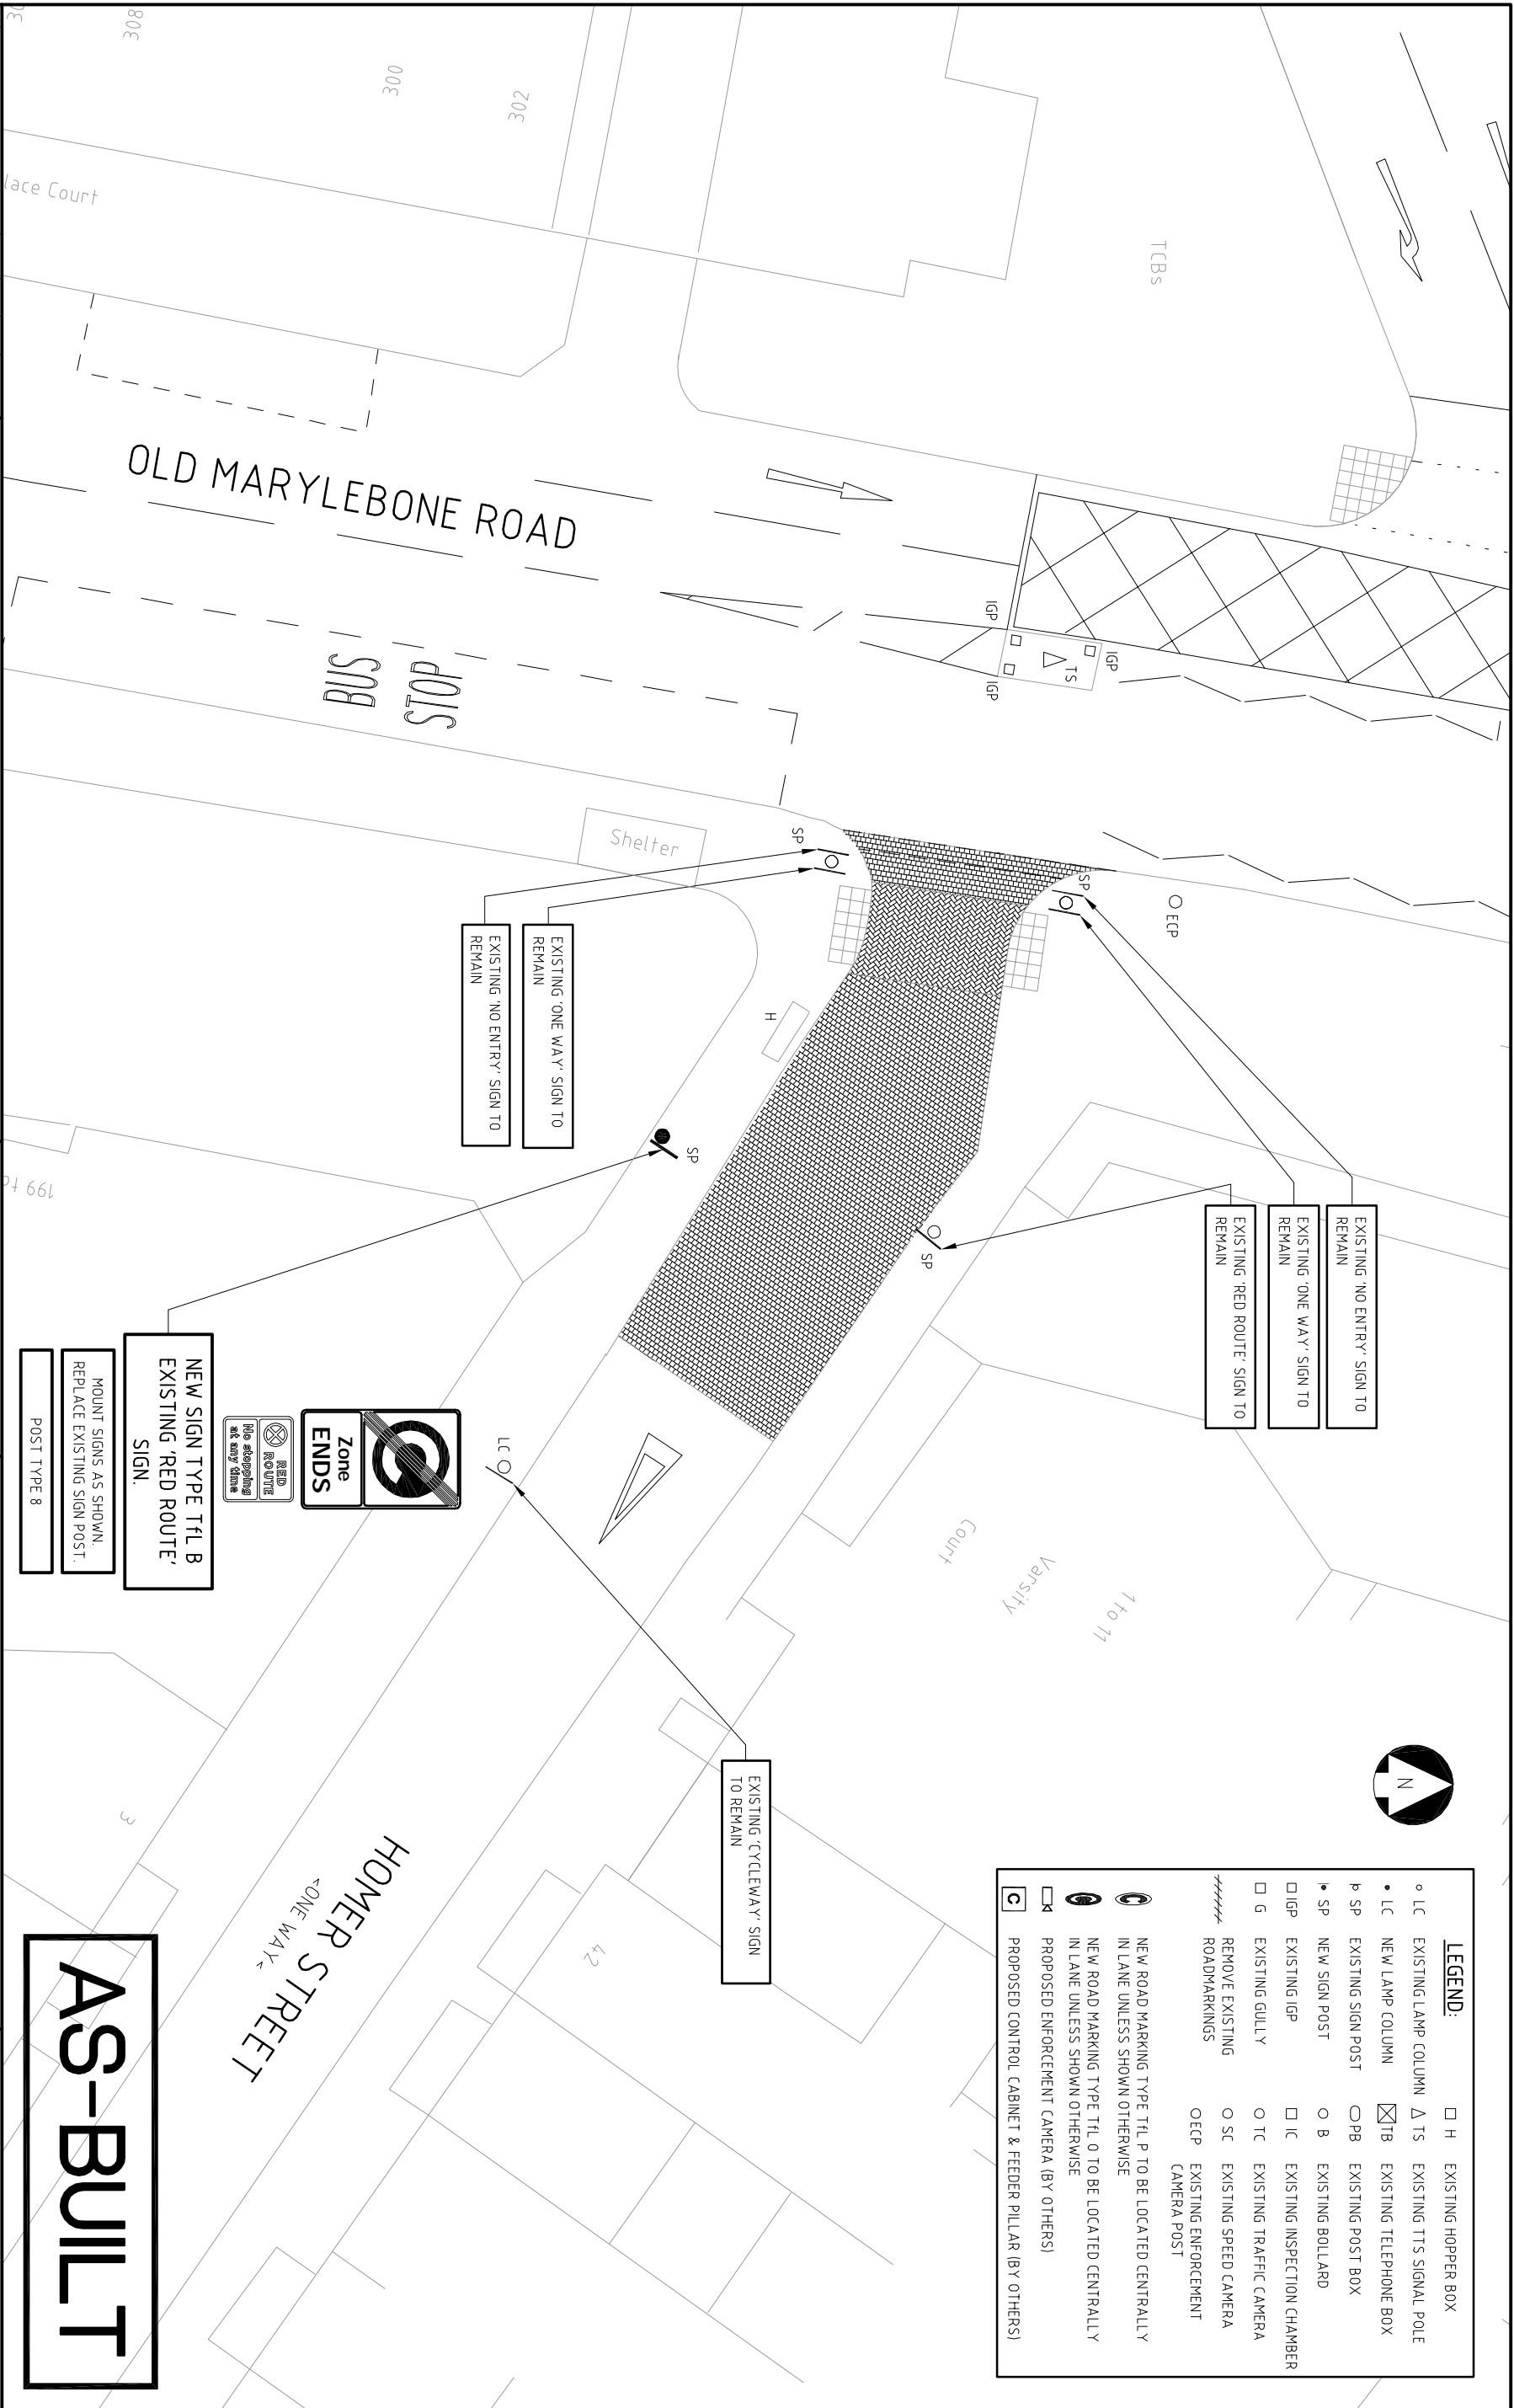 LEGEND:
LC EXISTING LAMP COLUMN
LC NEW LAMP COLUMN
SP EXISTING SIGN POST
SP NEW SIGN POST
IGP EXISTING IGP
G EXISTING GULLY
REMOVE EXISTING
ROADMARKINGS
H EXISTING HOPPER BOX
TS EXISTING TTS SIGNAL POLE
TB EXISTING TELEPHONE BOX
PB EXISTING POST BOX
B EXISTING BOLLARD
IC EXISTING INSPECTION CHAMBER
TC EXISTING TRAFFIC CAMERA
SC EXISTING SPEED CAMERA
ECP EXISTING ENFORCEMENT
CAMERA POST
C NEW ROAD MARKING TYPE TfL P TO BE LOCATED CENTRALLY
IN LANE UNLESS SHOWN OTHERWISE
NEW ROAD MARKING TYPE TfL O TO BE LOCATED CENTRALLY
IN LANE UNLESS SHOWN OTHERWISE
PROPOSED ENFORCEMENT CAMERA (BY OTHERS)
C PROPOSED CONTROL CABINET & FEEDER PILLAR (BY OTHERS)
N
EXISTING 'NO ENTRY' SIGN TO
REMAIN
EXISTING 'ONE WAY' SIGN TO
REMAIN
EXISTING 'RED ROUTE' SIGN TO
REMAIN
TCBs
ECP
SP
IGP
TS
IGP
IGP
SP
SP
H
SP
Shelter
1 to 11
Varsity
Court
EXISTING 'CYCLEWAY' SIGN
TO REMAIN
EXISTING 'ONE WAY' SIGN TO
REMAIN
EXISTING 'NO ENTRY' SIGN TO
REMAIN
OLD MARYLEBONE ROAD
BUS
STOP
302
300
308
30
lace Court
199 to
42
3
LC
C
Zone
ENDS
RED
ROUTE
No stopping
at any time
NEW SIGN TYPE TfL B
EXISTING 'RED ROUTE'
SIGN.
MOUNT SIGNS AS SHOWN.
REPLACE EXISTING SIGN POST.
POST TYPE 8
HOMER STREET
<ONE WAY<
AS-BUILT